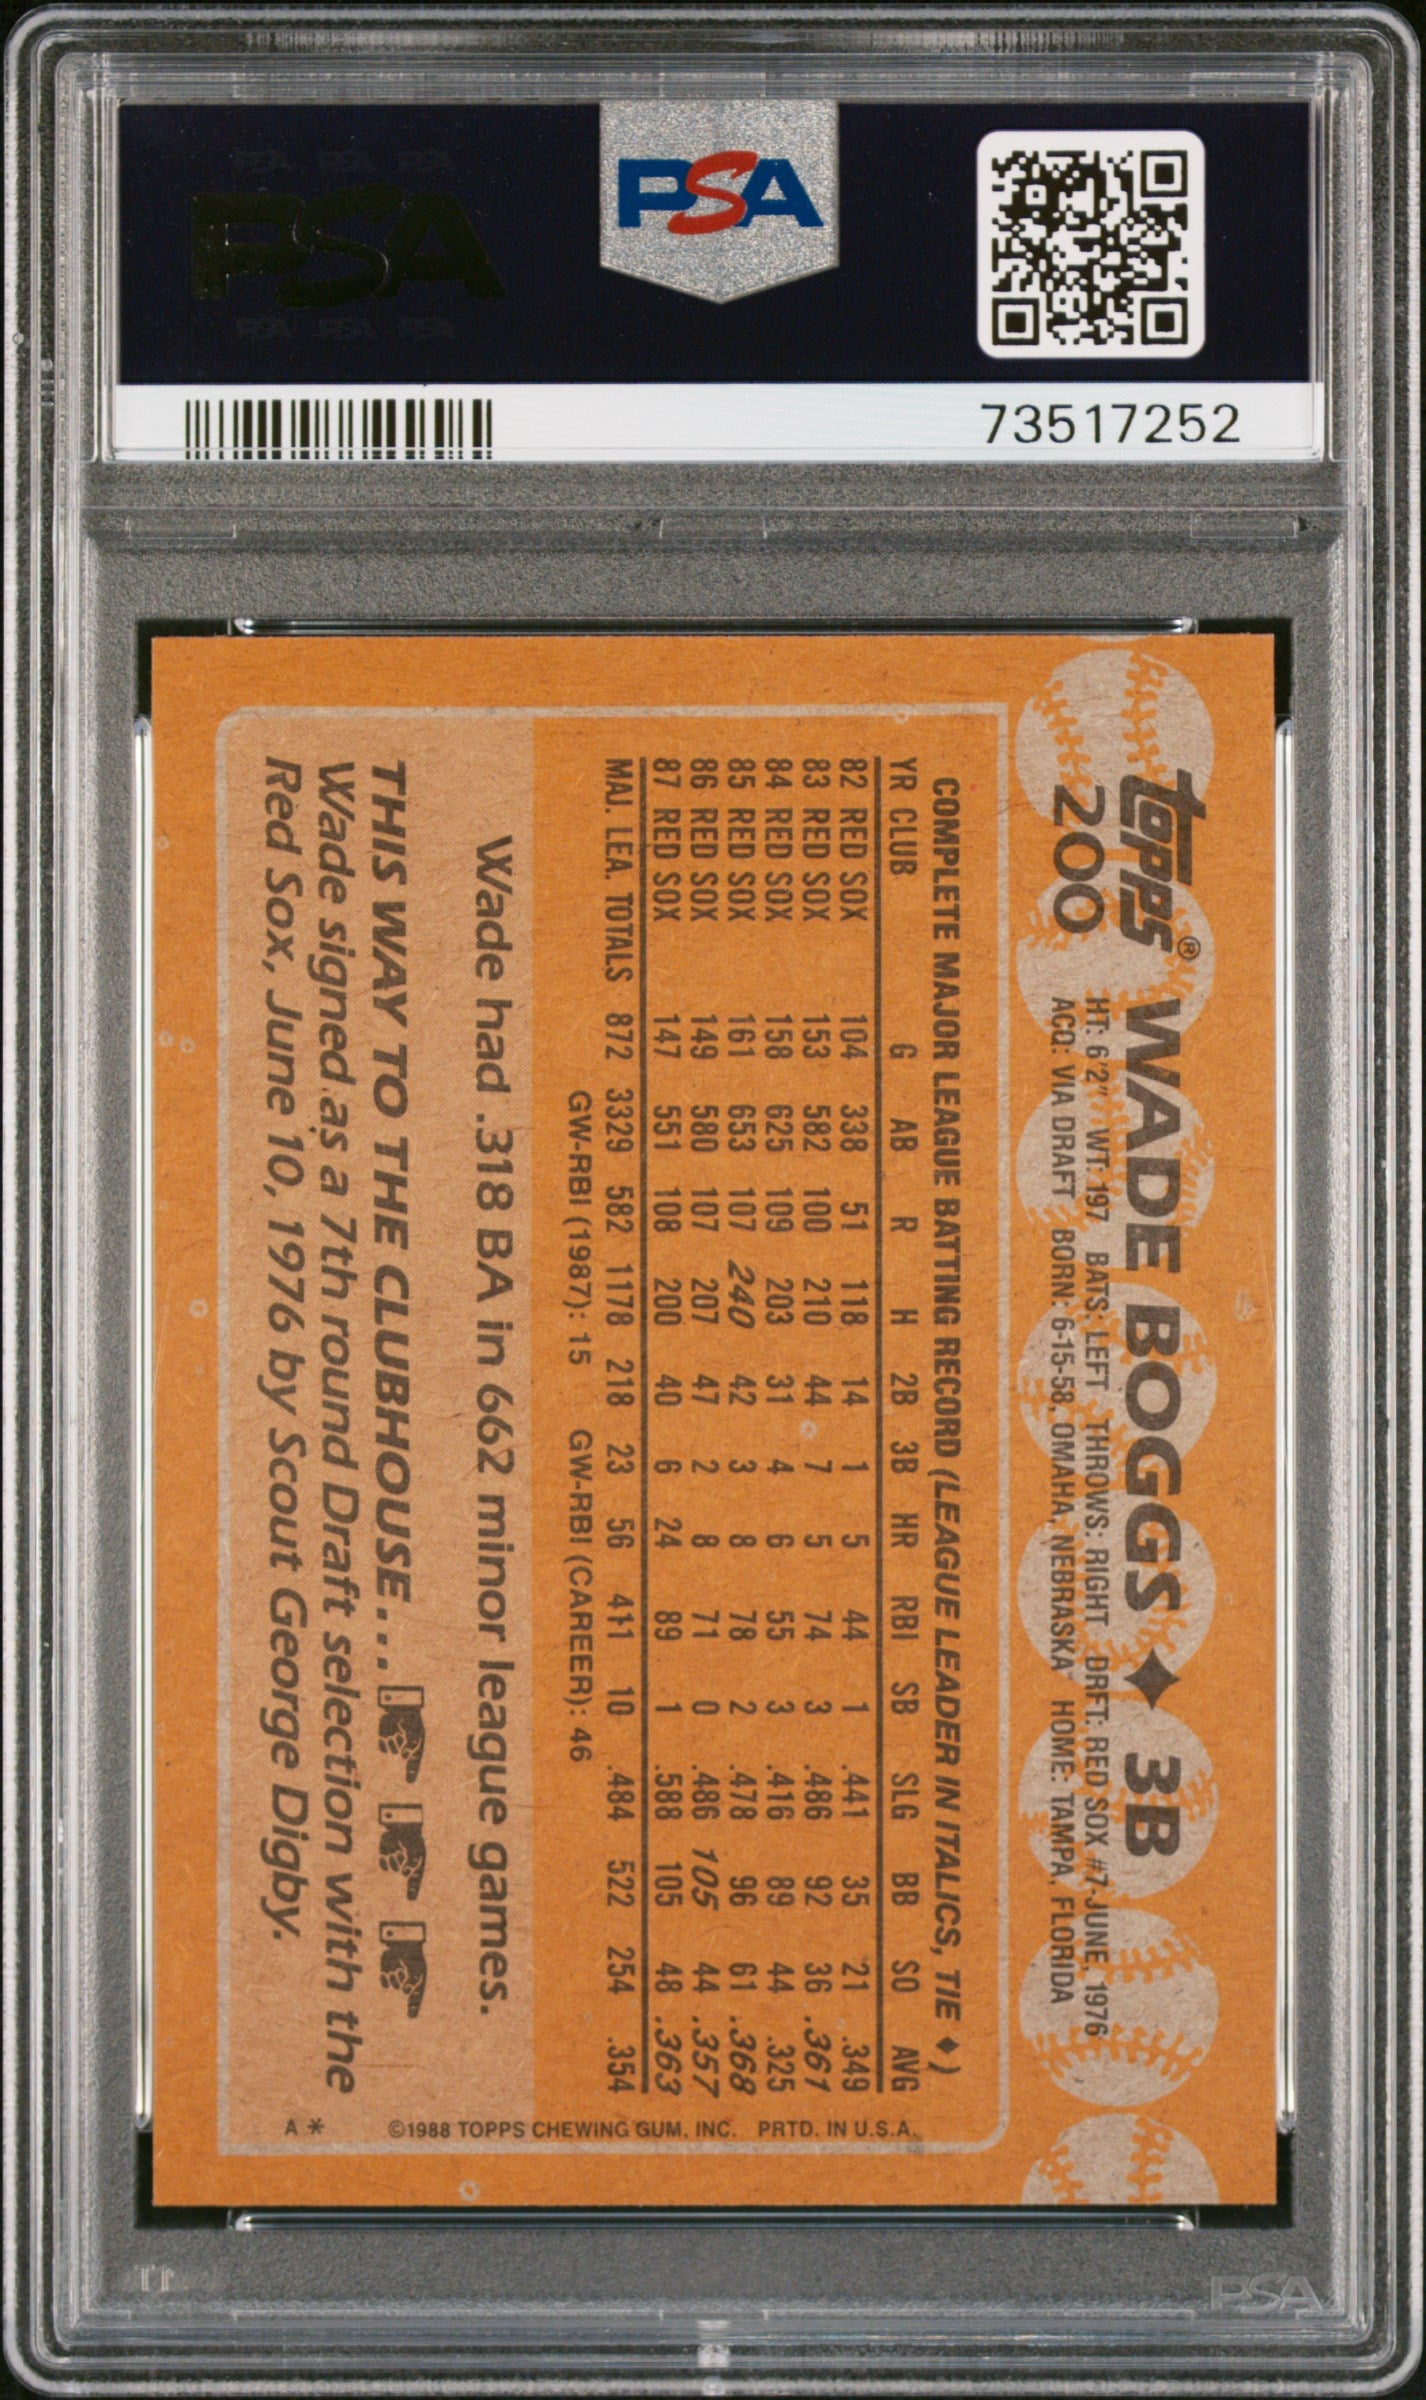 PSA
73517252
topps® WADE BOGGS ♦ 3B
200
HT: 6'2" WT: 197 BATS: LEFT THROWS: RIGHT DRFT: RED SOX #7-JUNE, 1976
ACQ: VIA DRAFT BORN: 6-15-58, OMAHA, NEBRASKA HOME: TAMPA, FLORIDA
COMPLETE MAJOR LEAGUE BATTING RECORD (LEAGUE LEADER IN ITALICS, TIE ♦)
YR CLUB G AB R H 2B 3B HR RBI SB SLG BB SO AVG
82 RED SOX 104 338 51 118 14 1 5 44 1 .441 35 21 .349
83 RED SOX 153 582 100 210 44 7 5 74 3 .486 92 36 .361
84 RED SOX 158 625 109 203 31 4 6 55 3 .416 89 44 .325
85 RED SOX 161 653 107 240 42 3 8 78 2 .478 96 61 .368
86 RED SOX 149 580 107 207 47 2 8 71 0 .486 105 44 .357
87 RED SOX 147 551 108 200 40 6 24 89 1 .588 105 48 .363
MAJ. LEA. TOTALS 872 3329 582 1178 218 23 56 411 10 .484 522 254 .354
GW-RBI (1987): 15 GW-RBI (CAREER): 46
Wade had .318 BA in 662 minor league games.
THIS WAY TO THE CLUBHOUSE...
Wade signed as a 7th round Draft selection with the
Red Sox, June 10, 1976 by Scout George Digby.
©1988 TOPPS CHEWING GUM, INC. PRTD. IN U.S.A.
A *
PSA
PSA PSA PSA
PSA
PSA PSA PSA